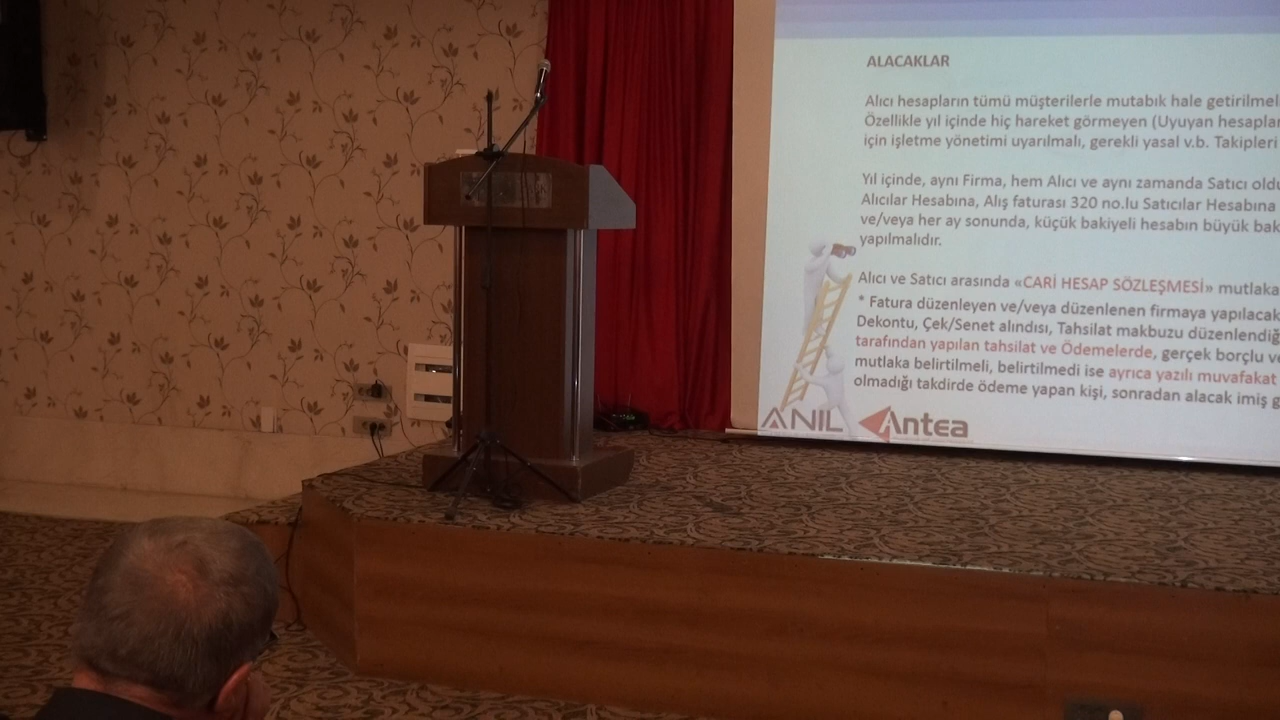 ALACAKLAR
Alıcı hesapların tümü müşterilerle mutabık hale getirilmel
Özellikle yıl içinde hiç hareket görmeyen (Uyuyan hesaplar
için işletme yönetimi uyarılmalı, gerekli yasal v.b. Takipleri
Yıl içinde, aynı Firma, hem Alıcı ve aynı zamanda Satıcı oldu
Alıcılar Hesabına, Alış faturası 320 no.lu Satıcılar Hesabına
ve/veya her ay sonunda, küçük bakiyeli hesabın büyük bak
yapılmalıdır.
Alıcı ve Satıcı arasında «CARİ HESAP SÖZLEŞMESİ» mutlaka
* Fatura düzenleyen ve/veya düzenlenen firmaya yapılacak
Dekontu, Çek/Senet alındısı, Tahsilat makbuzu düzenlendiğ
tarafından yapılan tahsilat ve Ödemelerde, gerçek borçlu ve
mutlaka belirtilmeli, belirtilmedi ise ayrıca yazılı muvafakat
olmadığı takdirde ödeme yapan kişi, sonradan alacak imiş g
ANIL Antea